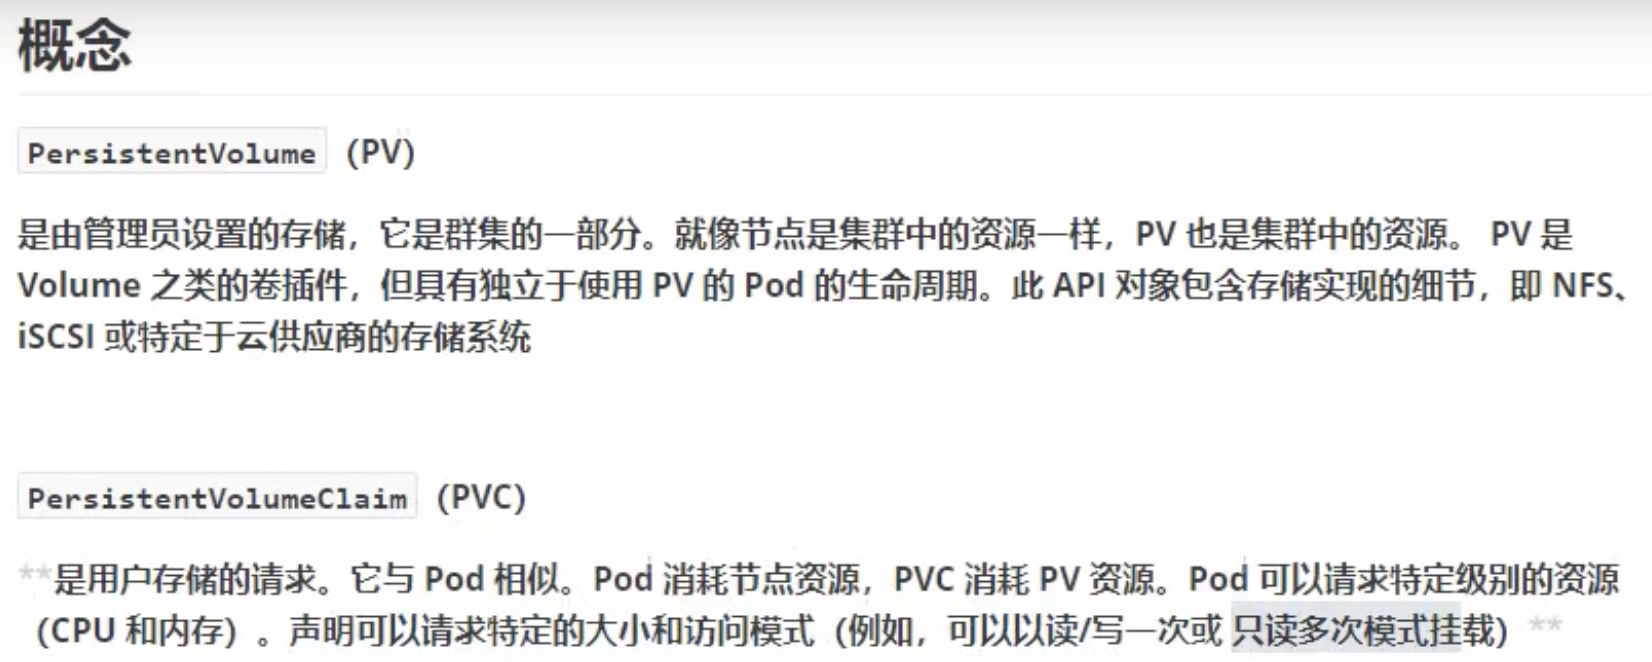 概念
PersistentVolume (PV)
是由管理员设置的存储，它是群集的一部分。就像节点是集群中的资源一样，PV 也是集群中的资源。 PV 是
Volume 之类的卷插件，但具有独立于使用 PV 的 Pod 的生命周期。此 API 对象包含存储实现的细节，即 NFS、
iSCSI 或特定于云供应商的存储系统
PersistentVolumeClaim (PVC)
**是用户存储的请求。它与 Pod 相似。Pod 消耗节点资源，PVC 消耗 PV 资源。Pod 可以请求特定级别的资源
（CPU 和内存）。声明可以请求特定的大小和访问模式（例如，可以以读/写一次或 只读多次模式挂载）**